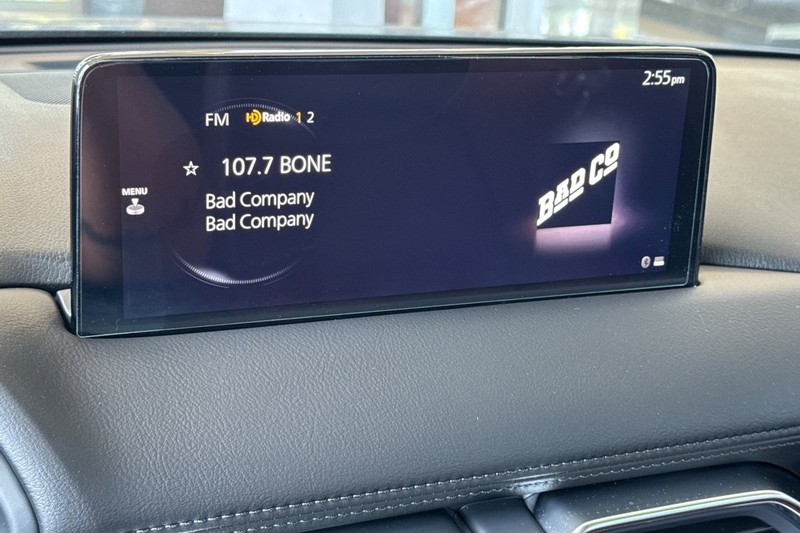 2:55pm
FM HD Radio 1 2
107.7 BONE
MENU
Bad Company
Bad Company
BAD CO